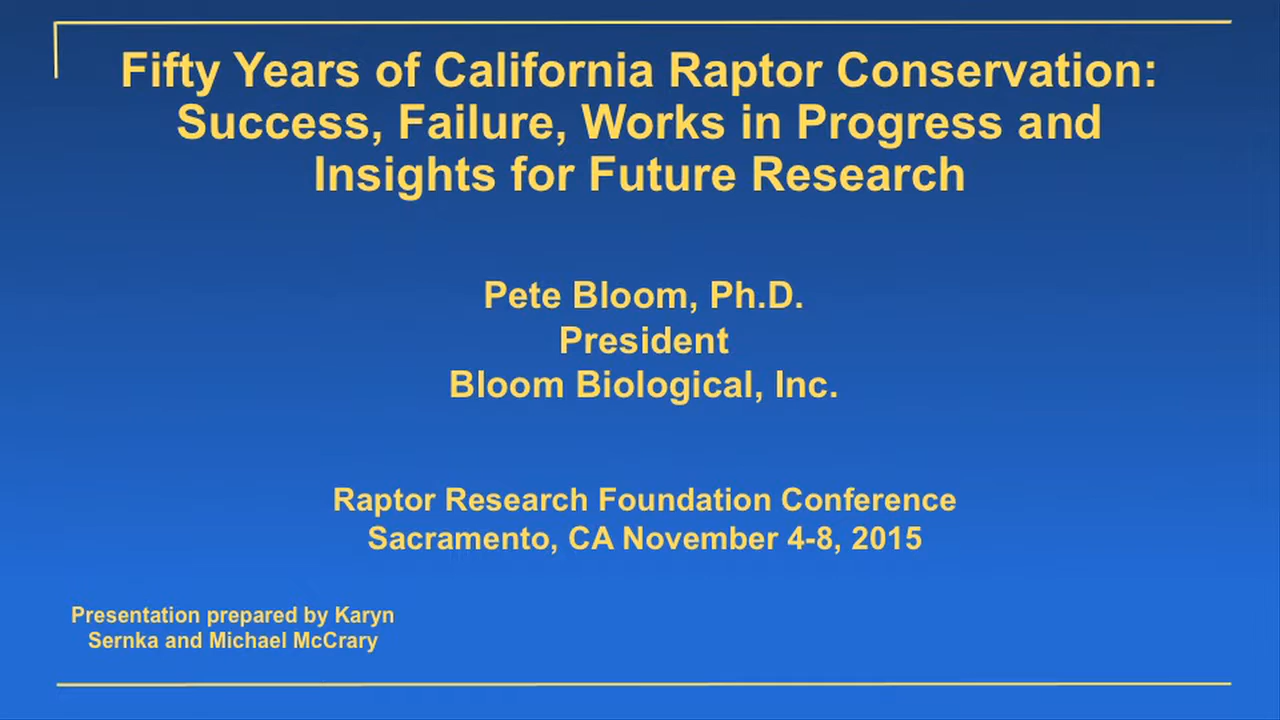 Fifty Years of California Raptor Conservation:
Success, Failure, Works in Progress and
Insights for Future Research
Pete Bloom, Ph.D.
President
Bloom Biological, Inc.
Raptor Research Foundation Conference
Sacramento, CA November 4-8, 2015
Presentation prepared by Karyn
Sernka and Michael McCrary